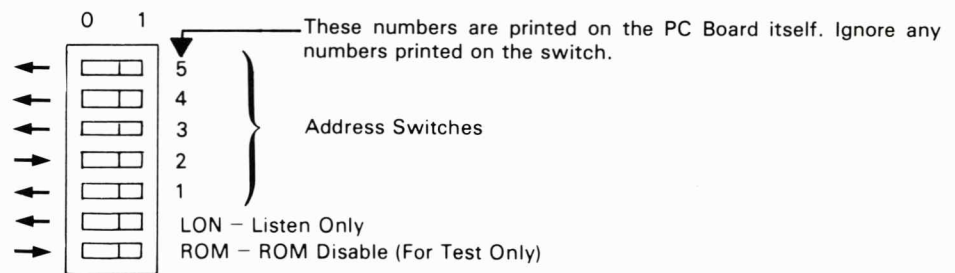 0 1
These numbers are printed on the PC Board itself. Ignore any
numbers printed on the switch.
5
4
3
Address Switches
2
1
LON – Listen Only
ROM – ROM Disable (For Test Only)